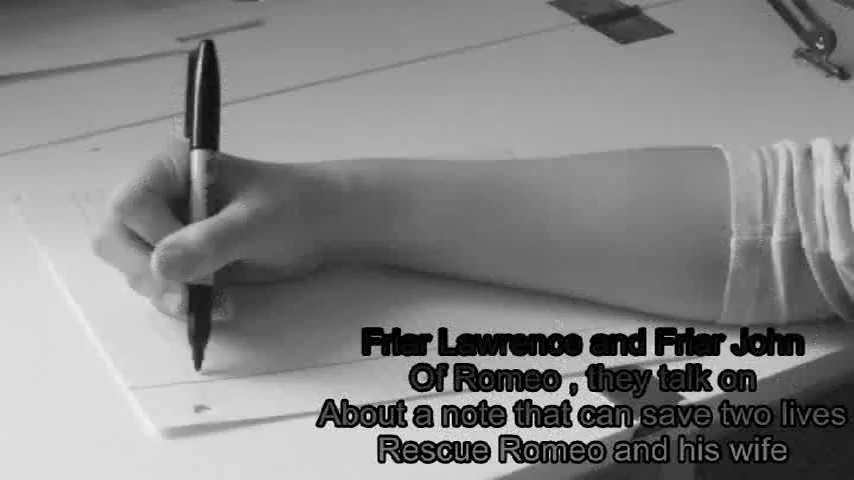 Friar Lawrence and Friar John
Of Romeo , they talk on
About a note that can save two lives
Rescue Romeo and his wife